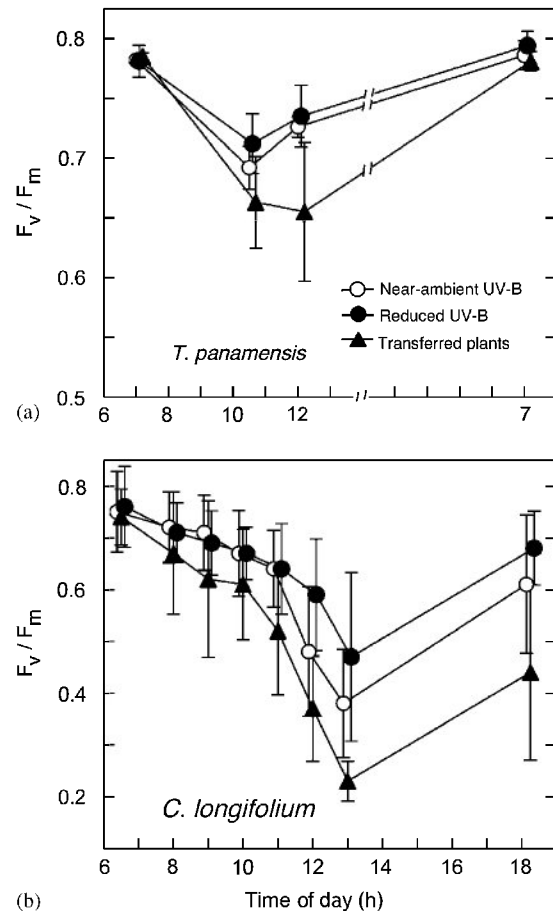 0.8
0.7
0.6
0.5
Fv / Fm
Near-ambient UV-B
Reduced UV-B
Transferred plants
T. panamensis
(a)
6 8 10 12 7
0.8
0.6
0.4
0.2
Fv / Fm
C. longifolium
6 8 10 12 14 16 18
(b)
Time of day (h)